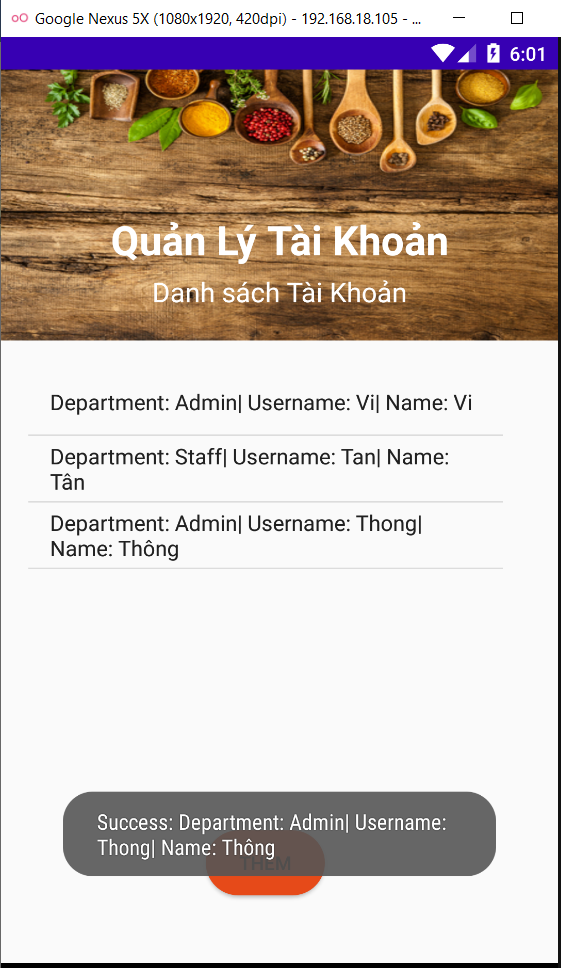 Google Nexus 5X (1080x1920, 420dpi) - 192.168.18.105 - ...
6:01
Quản Lý Tài Khoản
Danh sách Tài Khoản
Department: Admin| Username: Vi| Name: Vi
Department: Staff| Username: Tan| Name:
Tân
Department: Admin| Username: Thong|
Name: Thông
Success: Department: Admin| Username:
Thong| Name: Thông
THÊM